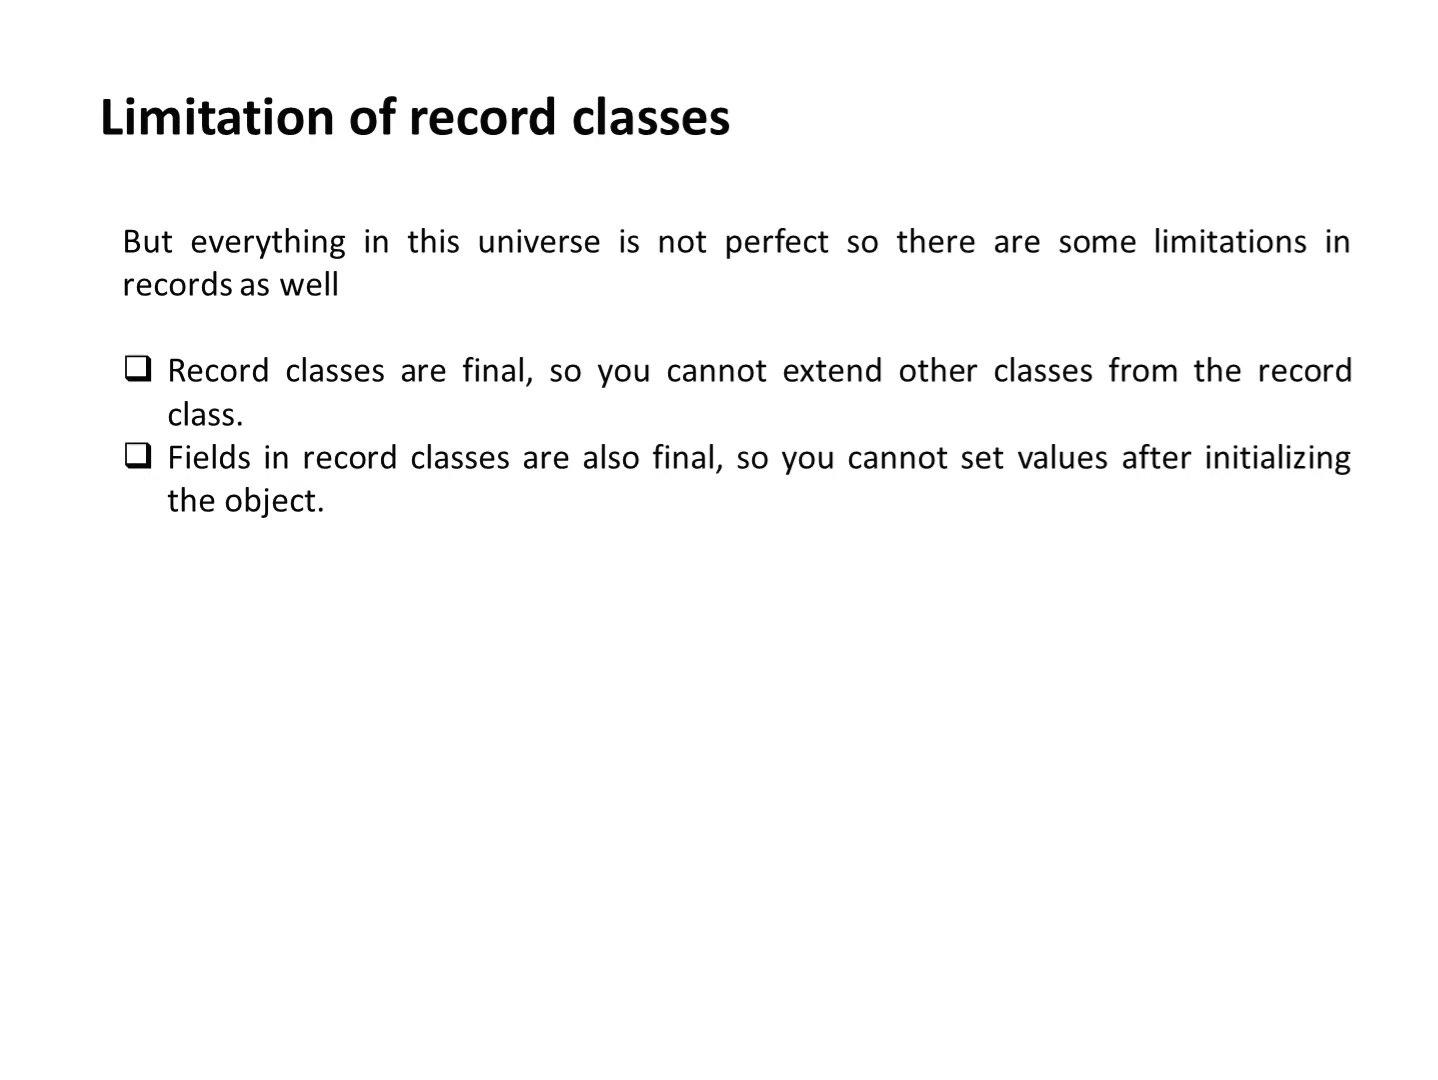 Limitation of record classes
But everything in this universe is not perfect so there are some limitations in
records as well
❑ Record classes are final, so you cannot extend other classes from the record
class.
❑ Fields in record classes are also final, so you cannot set values after initializing
the object.